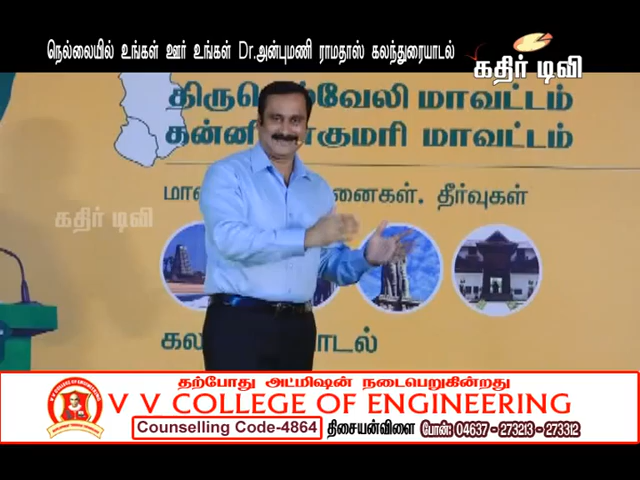 நெல்லையில் உங்கள் ஊர் உங்கள் Dr.அன்புமணி ராமதாஸ் கலந்துரையாடல்
கதிர் டிவி
மாவட்டம்
மாவட்டம்
தீர்வுகள்
கதிர் டிவி
தற்போது அட்மிஷன் நடைபெறுகின்றது
V V COLLEGE OF ENGINEERING
Counselling Code-4864 திசையன்விளை போன்: 04637 - 273213 - 273312